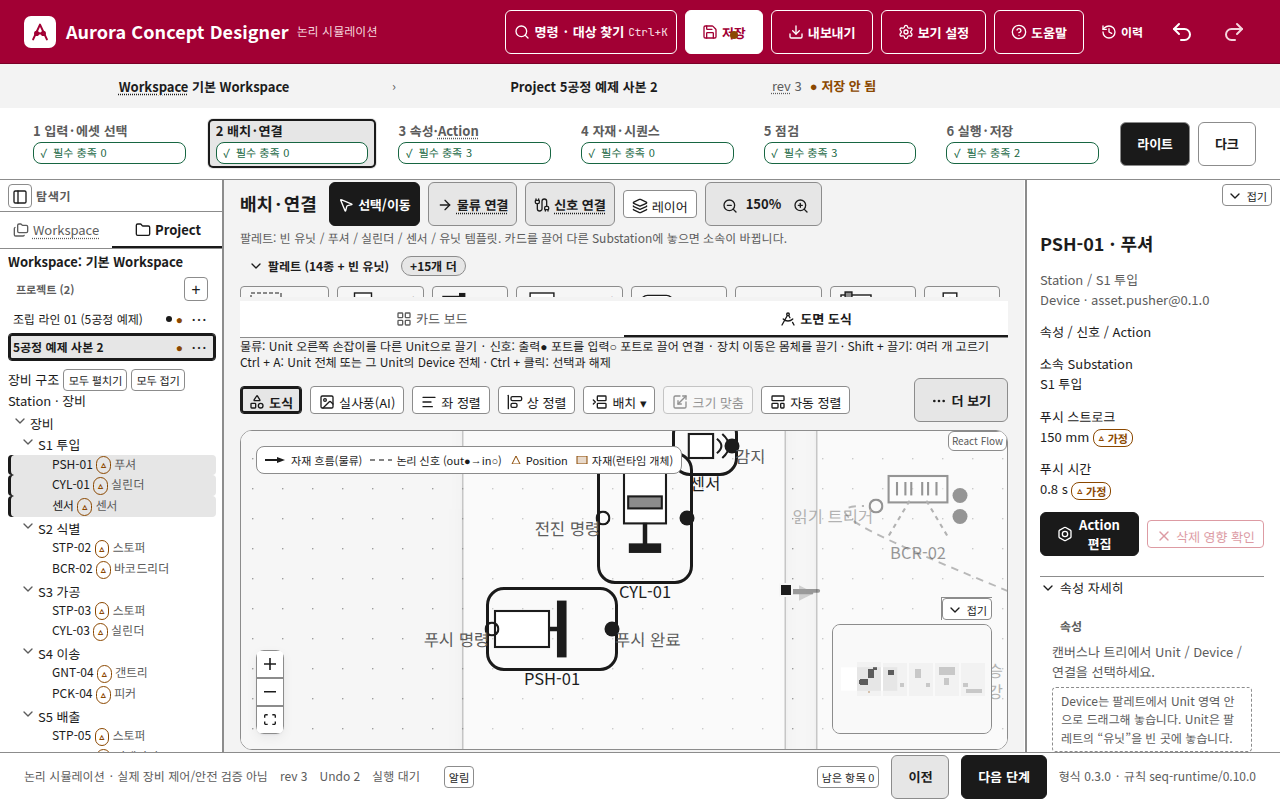 Aurora Concept Designer 논리 시뮬레이션
명령 · 대상 찾기 Ctrl+K
저장
내보내기
보기 설정
도움말
이력
Workspace 기본 Workspace › Project 5공정 예제 사본 2 rev 3 ● 저장 안 됨
1 입력·에셋 선택
✓ 필수 충족 0
2 배치·연결
✓ 필수 충족 0
3 속성·Action
✓ 필수 충족 3
4 자재·시퀀스
✓ 필수 충족 0
5 점검
✓ 필수 충족 3
6 실행·저장
✓ 필수 충족 2
라이트
다크
탐색기
Workspace
Project
Workspace: 기본 Workspace
프로젝트 (2)
+
조립 라인 01 (5공정 예제) ● ● ···
5공정 예제 사본 2 ● ···
장비 구조 모두 펼치기 모두 접기
Station · 장비
장비
S1 투입
PSH-01 △ 푸셔
CYL-01 △ 실린더
센서 △ 센서
S2 식별
STP-02 △ 스토퍼
BCR-02 △ 바코드리더
S3 가공
STP-03 △ 스토퍼
CYL-03 △ 실린더
S4 이송
GNT-04 △ 갠트리
PCK-04 △ 피커
S5 배출
STP-05 △ 스토퍼
배치·연결
선택/이동
물류 연결
신호 연결
레이어
150%
팔레트: 빈 유닛 / 푸셔 / 실린더 / 센서 / 유닛 템플릿. 카드를 끌어 다른 Substation에 놓으면 소속이 바뀝니다.
팔레트 (14종 + 빈 유닛) +15개 더
카드 보드
도면 도식
물류: Unit 오른쪽 손잡이를 다른 Unit으로 끌기 · 신호: 출력● 포트를 입력○ 포트로 끌어 연결 · 장치 이동은 몸체를 끌기 · Shift + 끌기: 여러 개 고르기
Ctrl + A: Unit 전체 또는 그 Unit의 Device 전체 · Ctrl + 클릭: 선택과 해제
도식
실사풍(AI)
좌 정렬
상 정렬
배치 ▾
크기 맞춤
자동 정렬
··· 더 보기
자재 흐름(물류) 논리 신호 (out●→in○) △ Position 자재(런타임 개체)
React Flow
감지
센서
전진 명령
CYL-01
읽기 트리거
BCR-02
푸시 명령
푸시 완료
PSH-01
접기
접기
PSH-01 · 푸셔
Station / S1 투입
Device · asset.pusher@0.1.0
속성 / 신호 / Action
소속 Substation
S1 투입
푸시 스트로크
150 mm △ 가정
푸시 시간
0.8 s △ 가정
Action
편집
삭제 영향 확인
속성 자세히
속성
캔버스나 트리에서 Unit / Device /
연결을 선택하세요.
Device는 팔레트에서 Unit 영역 안
으로 드래그해 놓습니다. Unit은 팔
레트의 “유닛”을 빈 곳에 놓습니다.
논리 시뮬레이션 · 실제 장비 제어/안전 검증 아님 rev 3 Undo 2 실행 대기 알림
남은 항목 0
이전
다음 단계
형식 0.3.0 · 규칙 seq-runtime/0.10.0